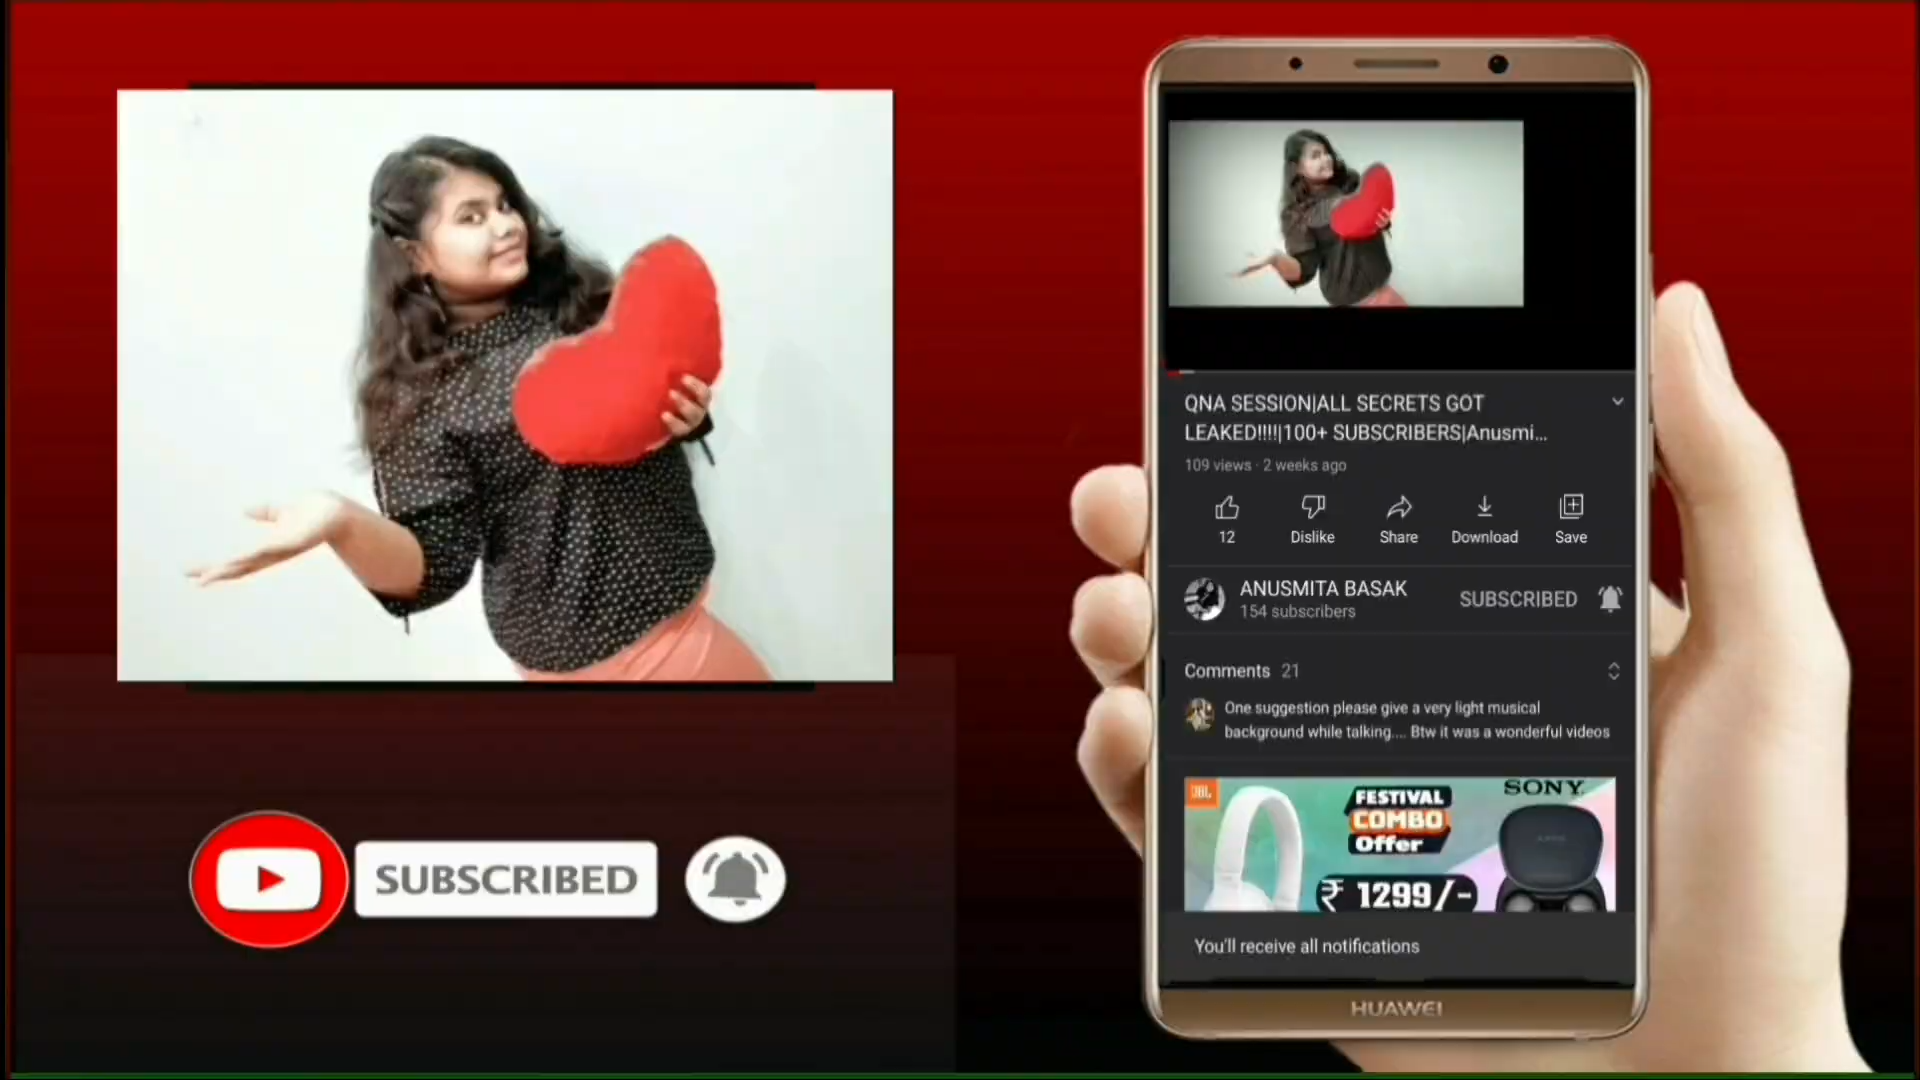 SUBSCRIBED
QNA SESSION|ALL SECRETS GOT
LEAKED!!!!|100+ SUBSCRIBERS|Anusmi...
109 views · 2 weeks ago
12
Dislike
Share
Download
Save
ANUSMITA BASAK
154 subscribers
SUBSCRIBED
Comments 21
One suggestion please give a very light musical
background while talking.... Btw it was a wonderful videos
JBL
FESTIVAL
COMBO
Offer
₹ 1299/-
SONY
You'll receive all notifications
HUAWEI